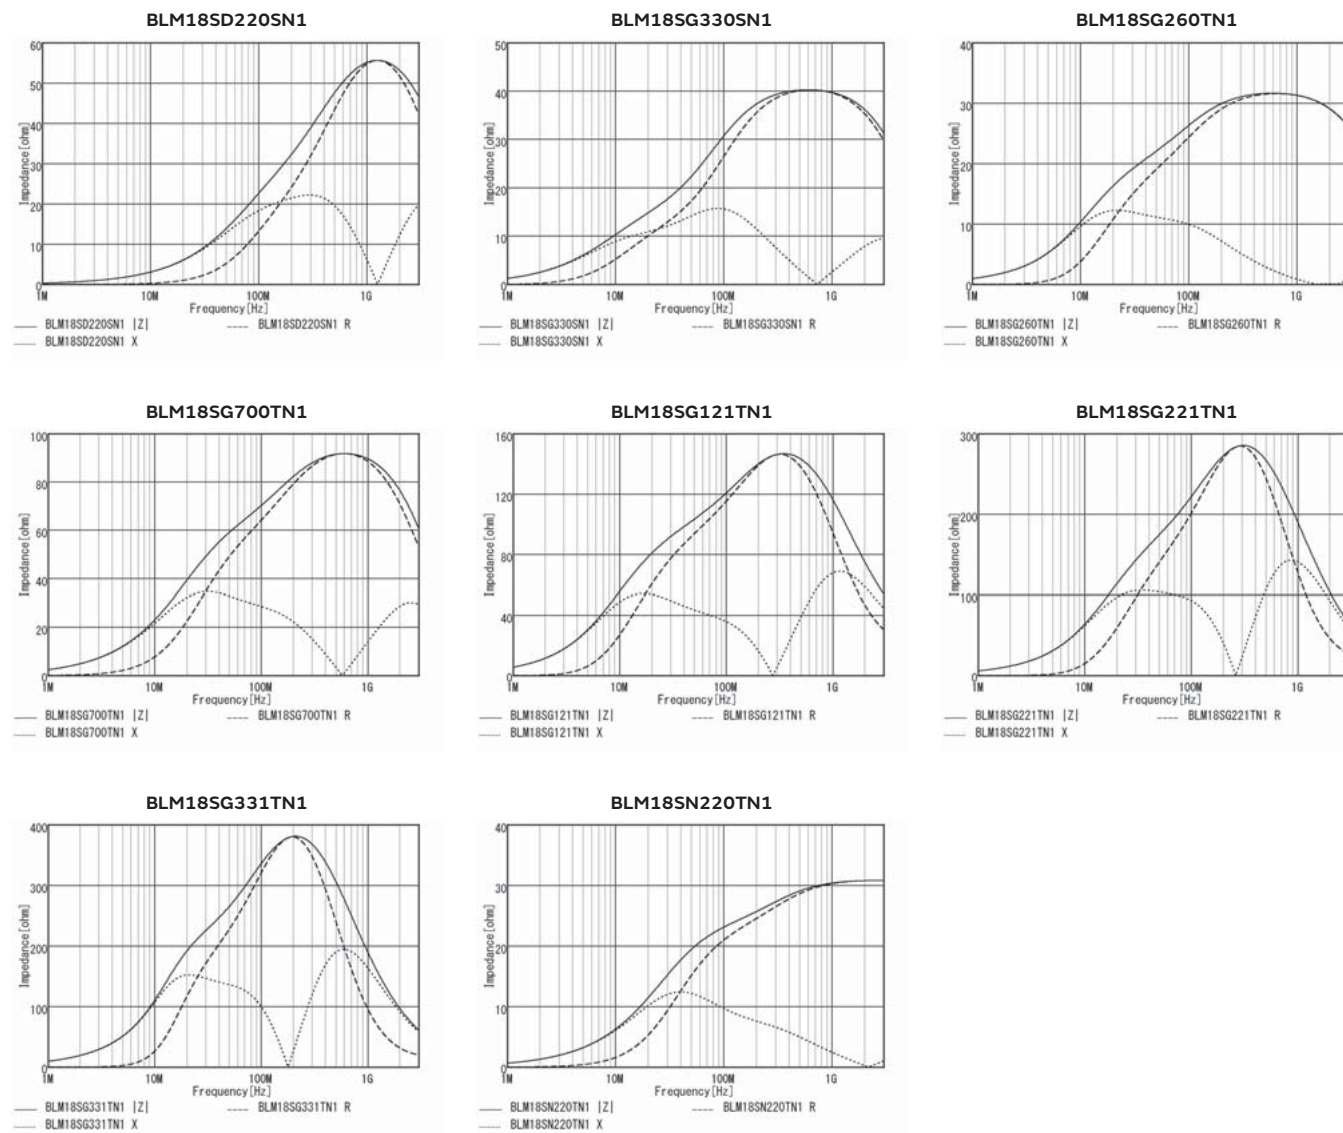 BLM18SD220SN1
60
50
40
30
20
10
0
Impedance[ohm]
1M 10M 100M 1G
Frequency[Hz]
BLM18SD220SN1 |Z| BLM18SD220SN1 R
BLM18SD220SN1 X
BLM18SG330SN1
50
40
30
20
10
0
Impedance[ohm]
1M 10M 100M 1G
Frequency[Hz]
BLM18SG330SN1 |Z| BLM18SG330SN1 R
BLM18SG330SN1 X
BLM18SG260TN1
40
30
20
10
0
Impedance[ohm]
1M 10M 100M 1G
Frequency[Hz]
BLM18SG260TN1 |Z| BLM18SG260TN1 R
BLM18SG260TN1 X
BLM18SG700TN1
100
80
60
40
20
0
Impedance[ohm]
1M 10M 100M 1G
Frequency[Hz]
BLM18SG700TN1 |Z| BLM18SG700TN1 R
BLM18SG700TN1 X
BLM18SG121TN1
160
120
80
40
0
Impedance[ohm]
1M 10M 100M 1G
Frequency[Hz]
BLM18SG121TN1 |Z| BLM18SG121TN1 R
BLM18SG121TN1 X
BLM18SG221TN1
300
200
100
0
Impedance[ohm]
1M 10M 100M 1G
Frequency[Hz]
BLM18SG221TN1 |Z| BLM18SG221TN1 R
BLM18SG221TN1 X
BLM18SG331TN1
400
300
200
100
0
Impedance[ohm]
1M 10M 100M 1G
Frequency[Hz]
BLM18SG331TN1 |Z| BLM18SG331TN1 R
BLM18SG331TN1 X
BLM18SN220TN1
40
30
20
10
0
Impedance[ohm]
1M 10M 100M 1G
Frequency[Hz]
BLM18SN220TN1 |Z| BLM18SN220TN1 R
BLM18SN220TN1 X